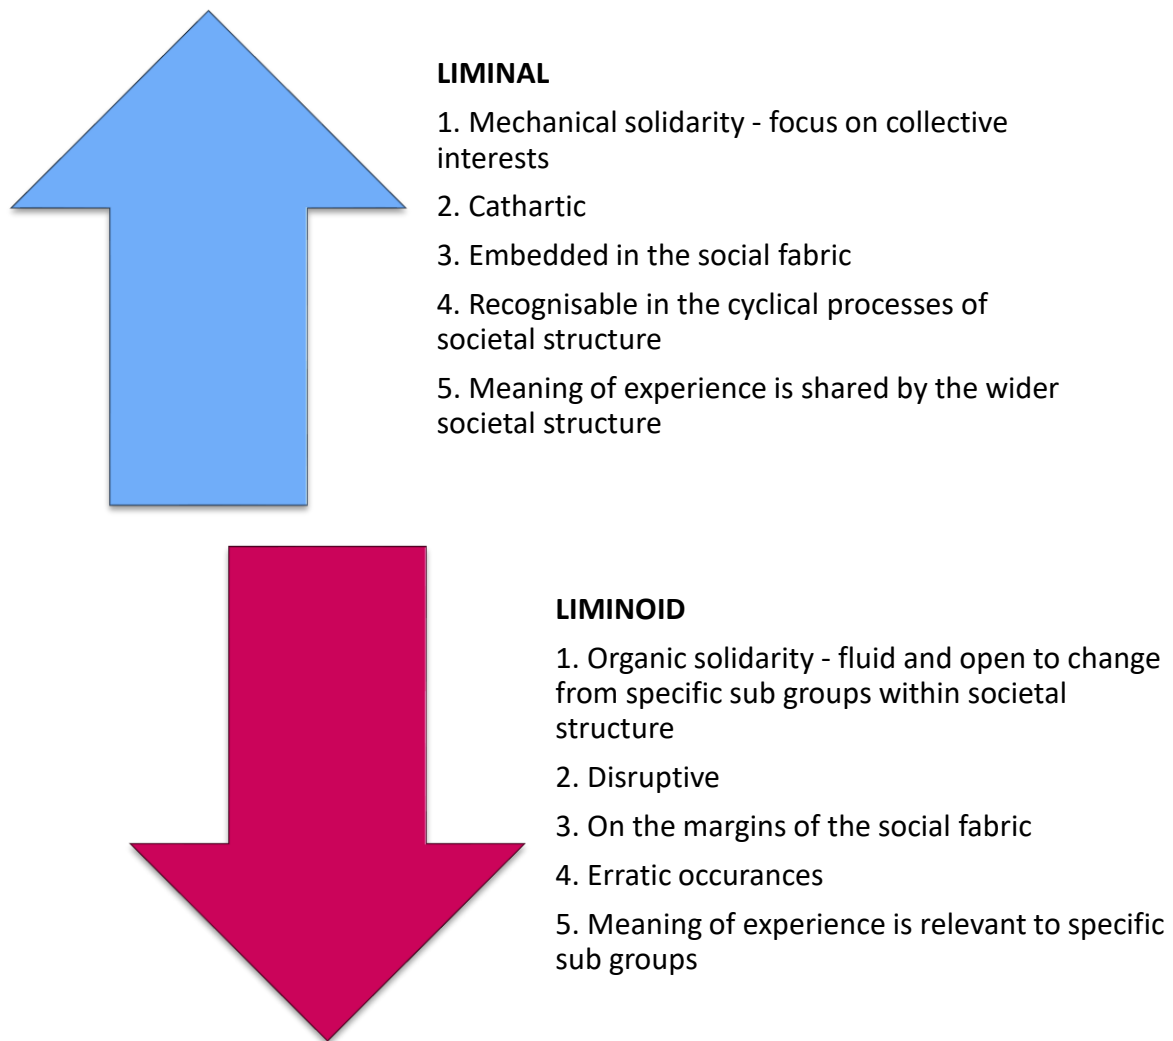 LIMINAL
1. Mechanical solidarity - focus on collective
interests
2. Cathartic
3. Embedded in the social fabric
4. Recognisable in the cyclical processes of
societal structure
5. Meaning of experience is shared by the wider
societal structure
LIMINOID
1. Organic solidarity - fluid and open to change
from specific sub groups within societal
structure
2. Disruptive
3. On the margins of the social fabric
4. Erratic occurances
5. Meaning of experience is relevant to specific
sub groups